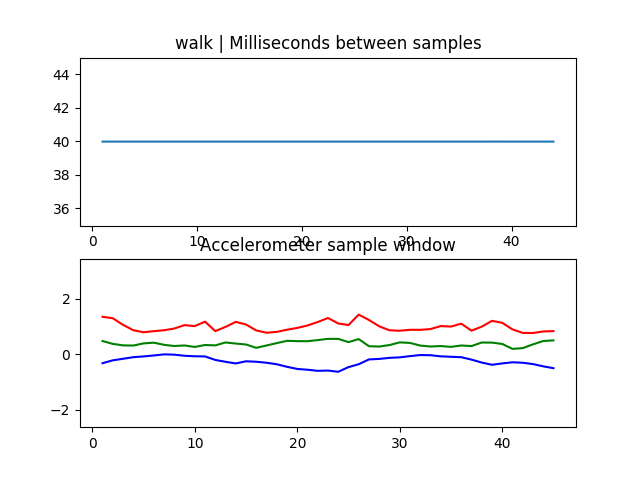 walk | Milliseconds between samples
44
42
40
38
36
0 10 20 30 40
Accelerometer sample window
2
0
−2
0 10 20 30 40